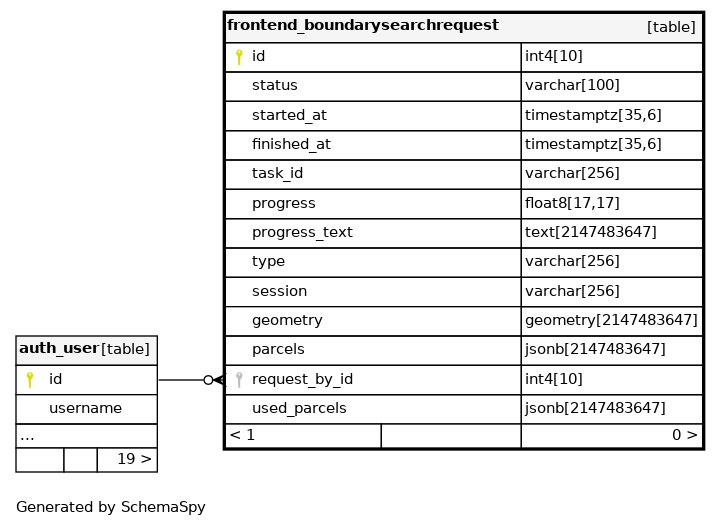 frontend_boundarysearchrequest [table]
id int4[10]
status varchar[100]
started_at timestamptz[35,6]
finished_at timestamptz[35,6]
task_id varchar[256]
progress float8[17,17]
progress_text text[2147483647]
type varchar[256]
session varchar[256]
geometry geometry[2147483647]
parcels jsonb[2147483647]
request_by_id int4[10]
used_parcels jsonb[2147483647]
< 1 0 >
auth_user [table]
id
username
...
19 >
Generated by SchemaSpy